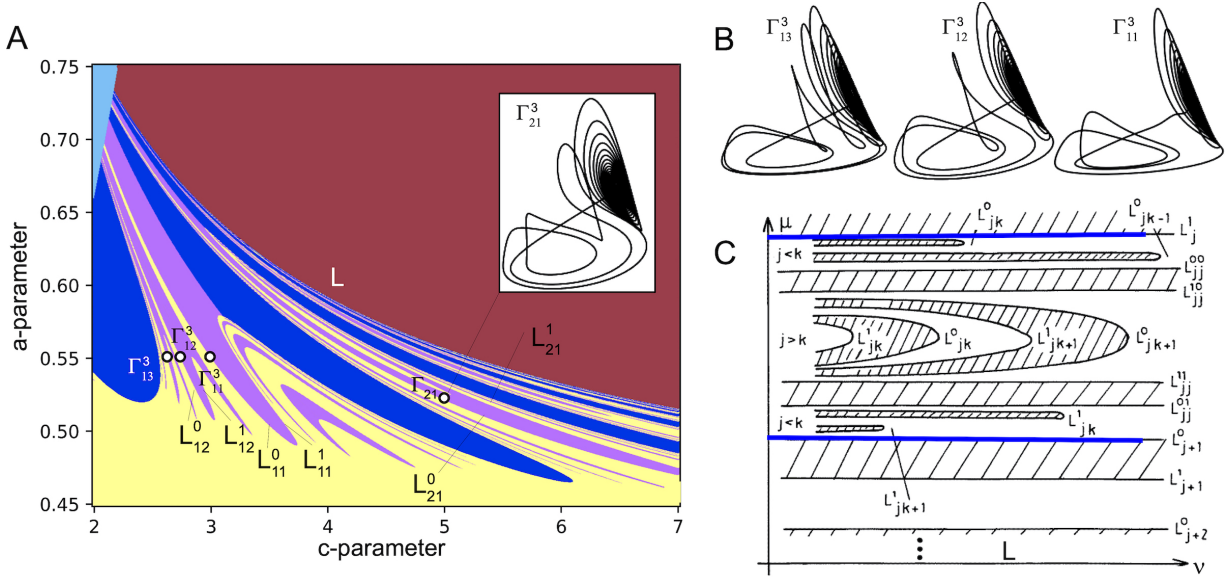 A
0.75
0.70
0.65
0.60
0.55
0.50
0.45
a-parameter
2
3
4
5
6
7
c-parameter
Γ³₂₁
L
L¹₂₁
Γ³₁₃
Γ³₁₂
Γ³₁₁
Γ₂₁
L⁰₁₂
L¹₁₂
L⁰₁₁
L¹₁₁
L⁰₂₁
B
Γ³₁₃
Γ³₁₂
Γ³₁₁
C
μ
L⁰jk
L⁰jk-1
L¹j
j<k
L⁰⁰jj
L¹⁰jj
j>k
L¹jk
L⁰jk
L¹jk+1
L⁰jk+1
L¹¹jj
L⁰¹jj
j<k
L¹jk
L⁰j+1
L¹jk+1
L¹j+1
L⁰j+2
L
ν